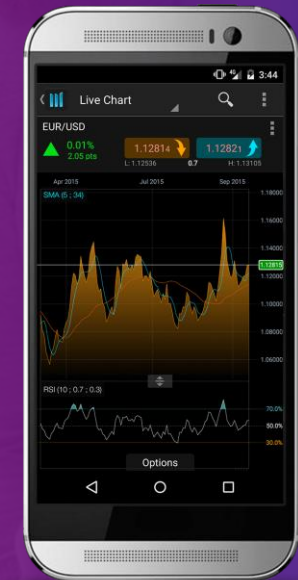 3:44
Live Chart
EUR/USD
0.01%
2.05 pts
1.12814
1.12821
L: 1.12536 0.7 H: 1.13105
Apr 2015 Jul 2015 Sep 2015
SMA (5 ; 34)
1.18000
1.16000
1.14000
1.12815
1.12000
1.10000
1.08000
1.06000
RSI (10 ; 0.7 ; 0.3)
70.0%
50.0%
30.0%
Options